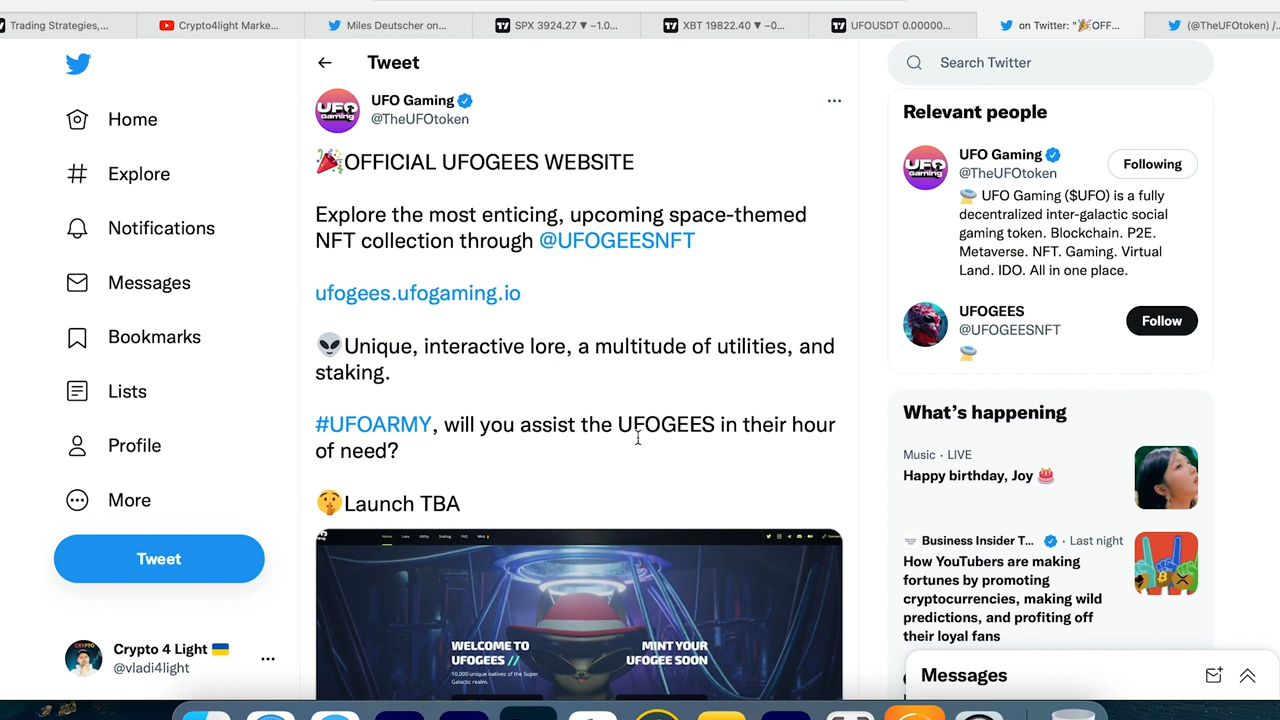 Trading Strategies,...
Crypto4light Marke...
Miles Deutscher on...
SPX 3924.27 ▼ −1.0...
XBT 19822.40 ▼ −0...
UFOUSDT 0.00000...
on Twitter: "🎉OFF...
(@TheUFOtoken) /...
Home
Explore
Notifications
Messages
Bookmarks
Lists
Profile
More
Tweet
Crypto 4 Light 🇺🇦
@vladi4light
Tweet
UFO Gaming
@TheUFOtoken
🎉OFFICIAL UFOGEES WEBSITE
Explore the most enticing, upcoming space-themed
NFT collection through @UFOGEESNFT
ufogees.ufogaming.io
👽Unique, interactive lore, a multitude of utilities, and
staking.
#UFOARMY, will you assist the UFOGEES in their hour
of need?
🤫Launch TBA
Home Lore Utility Staking FAQ Mint
WELCOME TO
UFOGEES //
10,000 unique natives of the Super
Galactic realm.
MINT YOUR
UFOGEE SOON
Search Twitter
Relevant people
UFO Gaming
@TheUFOtoken
Following
🛸 UFO Gaming ($UFO) is a fully
decentralized inter-galactic social
gaming token. Blockchain. P2E.
Metaverse. NFT. Gaming. Virtual
Land. IDO. All in one place.
UFOGEES
@UFOGEESNFT
Follow
🛸
What's happening
Music · LIVE
Happy birthday, Joy 🎂
Business Insider T... · Last night
How YouTubers are making
fortunes by promoting
cryptocurrencies, making wild
predictions, and profiting off
their loyal fans
Messages